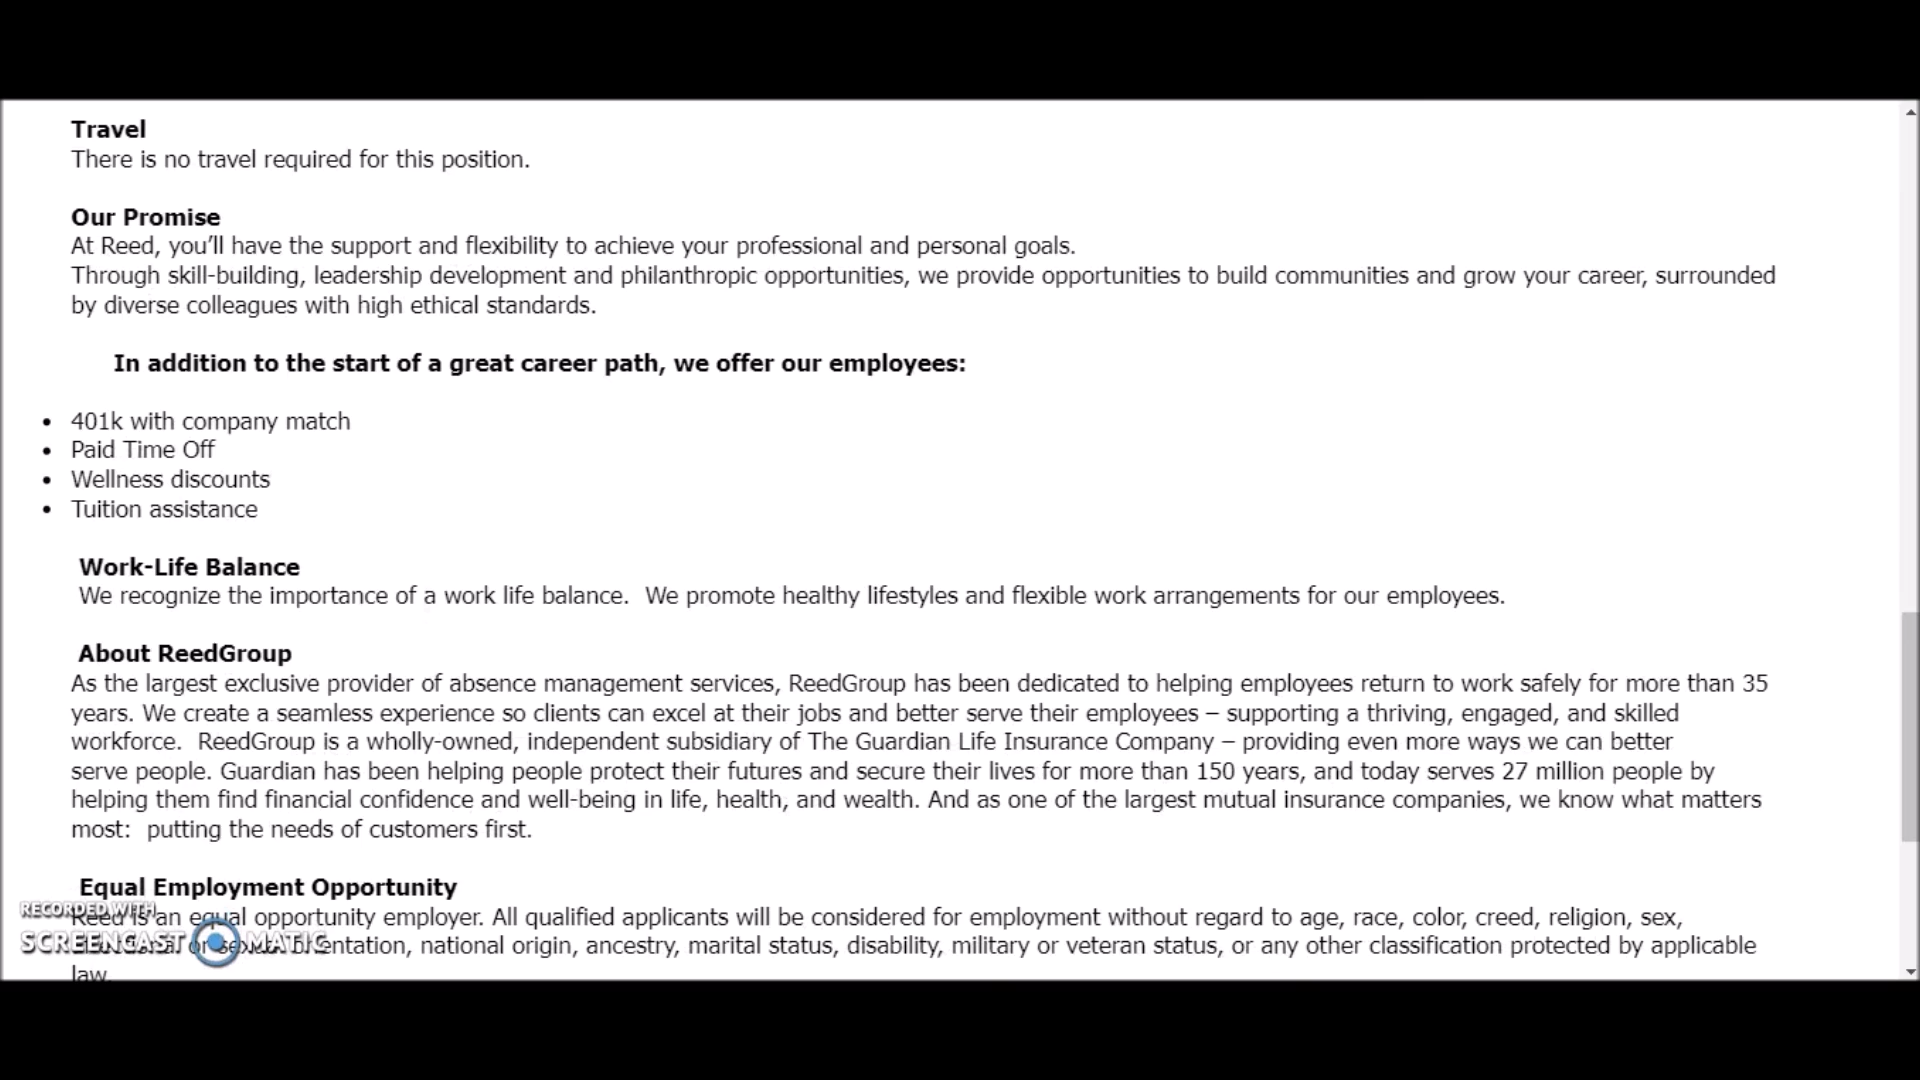 Travel
There is no travel required for this position.
Our Promise
At Reed, you’ll have the support and flexibility to achieve your professional and personal goals.
Through skill-building, leadership development and philanthropic opportunities, we provide opportunities to build communities and grow your career, surrounded
by diverse colleagues with high ethical standards.
In addition to the start of a great career path, we offer our employees:
• 401k with company match
• Paid Time Off
• Wellness discounts
• Tuition assistance
Work-Life Balance
We recognize the importance of a work life balance.  We promote healthy lifestyles and flexible work arrangements for our employees.
About ReedGroup
As the largest exclusive provider of absence management services, ReedGroup has been dedicated to helping employees return to work safely for more than 35
years. We create a seamless experience so clients can excel at their jobs and better serve their employees – supporting a thriving, engaged, and skilled
workforce.  ReedGroup is a wholly-owned, independent subsidiary of The Guardian Life Insurance Company – providing even more ways we can better
serve people. Guardian has been helping people protect their futures and secure their lives for more than 150 years, and today serves 27 million people by
helping them find financial confidence and well-being in life, health, and wealth. And as one of the largest mutual insurance companies, we know what matters
most:  putting the needs of customers first.
Equal Employment Opportunity
Reed is an equal opportunity employer. All qualified applicants will be considered for employment without regard to age, race, color, creed, religion, sex,
or national origin, ancestry, marital status, disability, military or veteran status, or any other classification protected by applicable
law.
RECORDED WITH
SCREENCAST MATIC